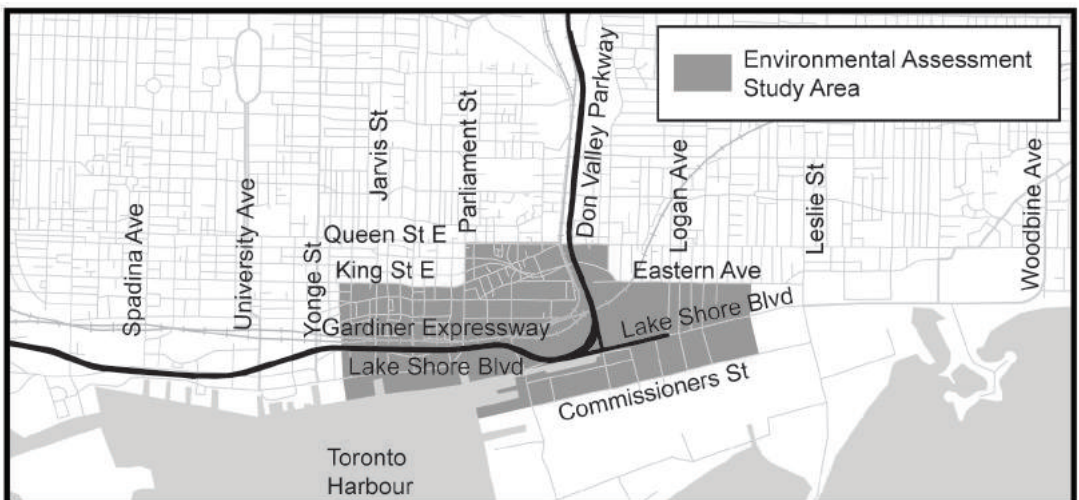 Environmental Assessment
Study Area
Spadina Ave
University Ave
Yonge St
Jarvis St
Parliament St
Don Valley Parkway
Logan Ave
Leslie St
Woodbine Ave
Queen St E
King St E
Eastern Ave
Gardiner Expressway
Lake Shore Blvd
Lake Shore Blvd
Commissioners St
Toronto
Harbour